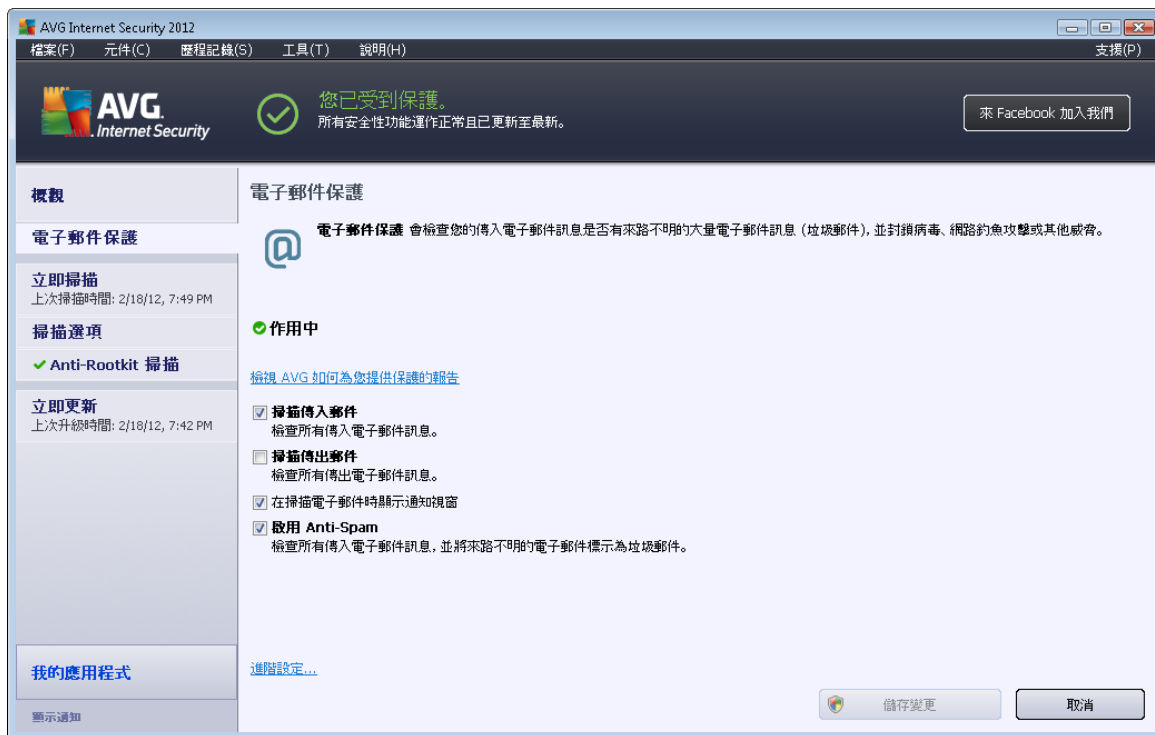 AVG Internet Security 2012
檔案(F) 元件(C) 歷程記錄(S) 工具(T) 說明(H) 支援(P)
AVG.
Internet Security
您已受到保護。
所有安全性功能運作正常且已更新至最新。
來 Facebook 加入我們
概觀
電子郵件保護
立即掃描
上次掃描時間: 2/18/12, 7:49 PM
掃描選項
Anti-Rootkit 掃描
立即更新
上次升級時間: 2/18/12, 7:42 PM
我的應用程式
顯示通知
電子郵件保護
電子郵件保護 會檢查您的傳入電子郵件訊息是否有來路不明的大量電子郵件訊息 (垃圾郵件), 並封鎖病毒、網路釣魚攻擊或其他威脅。
作用中
檢視 AVG 如何為您提供保護的報告
掃描傳入郵件
檢查所有傳入電子郵件訊息。
掃描傳出郵件
檢查所有傳出電子郵件訊息。
在掃描電子郵件時顯示通知視窗
啟用 Anti-Spam
檢查所有傳入電子郵件訊息, 並將來路不明的電子郵件標示為垃圾郵件。
進階設定...
儲存變更
取消